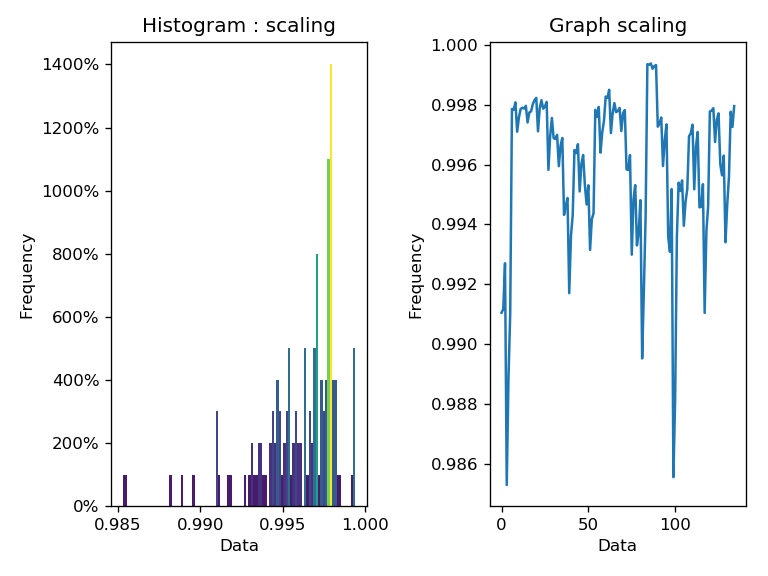 Histogram : scaling
Frequency
1400%
1200%
1000%
800%
600%
400%
200%
0%
0.985 0.990 0.995 1.000
Data
Graph scaling
Frequency
1.000
0.998
0.996
0.994
0.992
0.990
0.988
0.986
0 50 100
Data